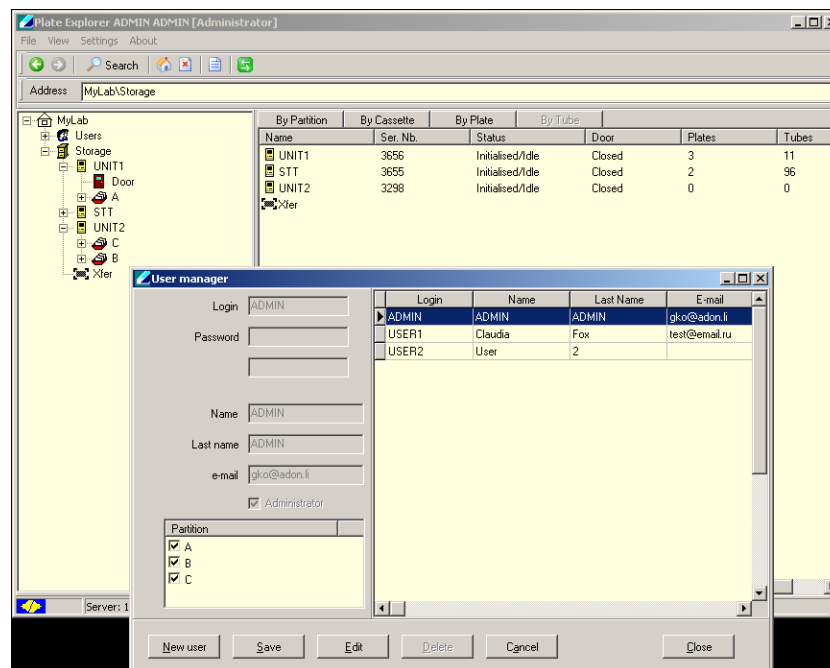 Plate Explorer ADMIN ADMIN [Administrator]
File View Settings About
Search
Address MyLab\Storage
MyLab
Users
Storage
UNIT1
Door
A
STT
UNIT2
C
B
Xfer
By Partition By Cassette By Plate By Tube
Name Ser. Nb. Status Door Plates Tubes
UNIT1 3656 Initialised/Idle Closed 3 11
STT 3655 Initialised/Idle Closed 2 96
UNIT2 3298 Initialised/Idle Closed 0 0
Xfer
User manager
Login ADMIN
Password
Name ADMIN
Last name ADMIN
e-mail gko@adon.li
Administrator
Partition
A
B
C
Login Name Last Name E-mail
ADMIN ADMIN ADMIN gko@adon.li
USER1 Claudia Fox test@email.ru
USER2 User 2
New user Save Edit Delete Cancel Close
Server: 1